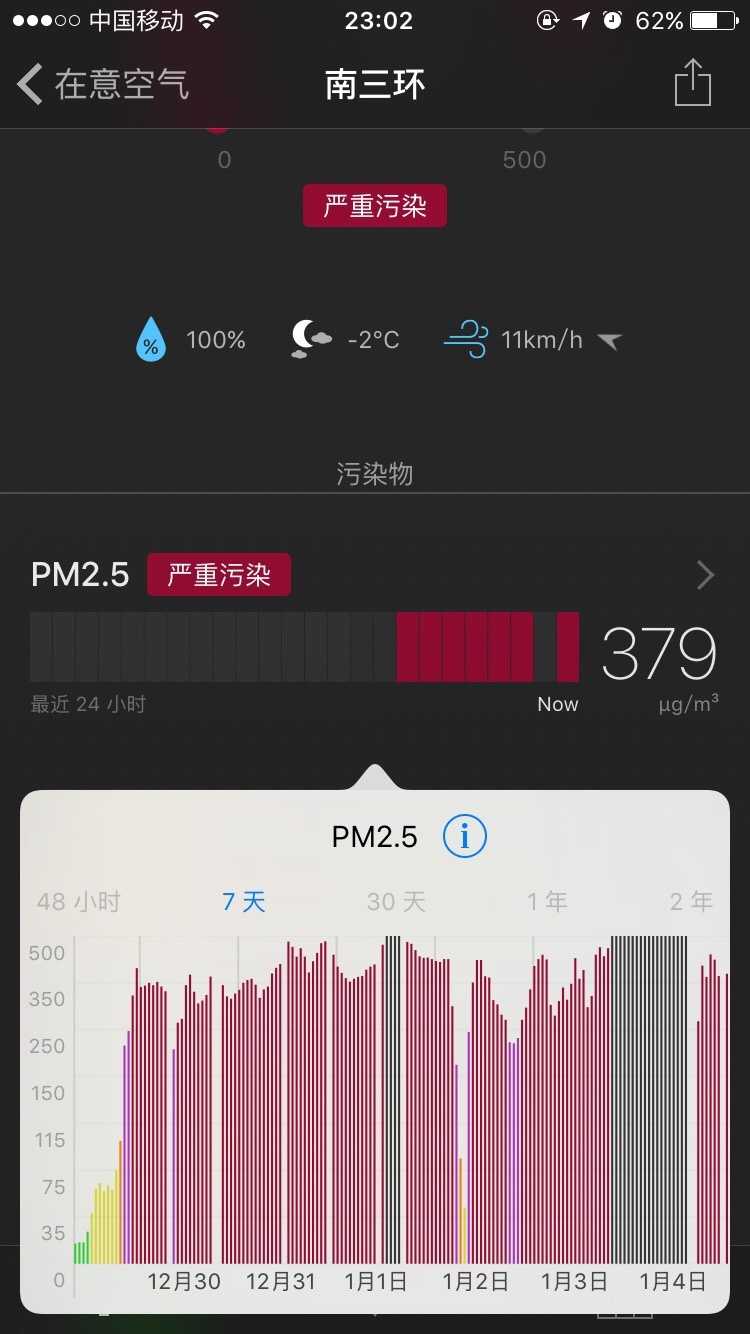 中国移动 23:02 62%
在意空气 南三环
0 500
严重污染
% 100% -2°C 11km/h
污染物
PM2.5 严重污染
379
最近 24 小时 Now µg/m³
PM2.5 i
48 小时 7 天 30 天 1 年 2 年
500
350
250
150
115
75
35
0
12月30 12月31 1月1日 1月2日 1月3日 1月4日